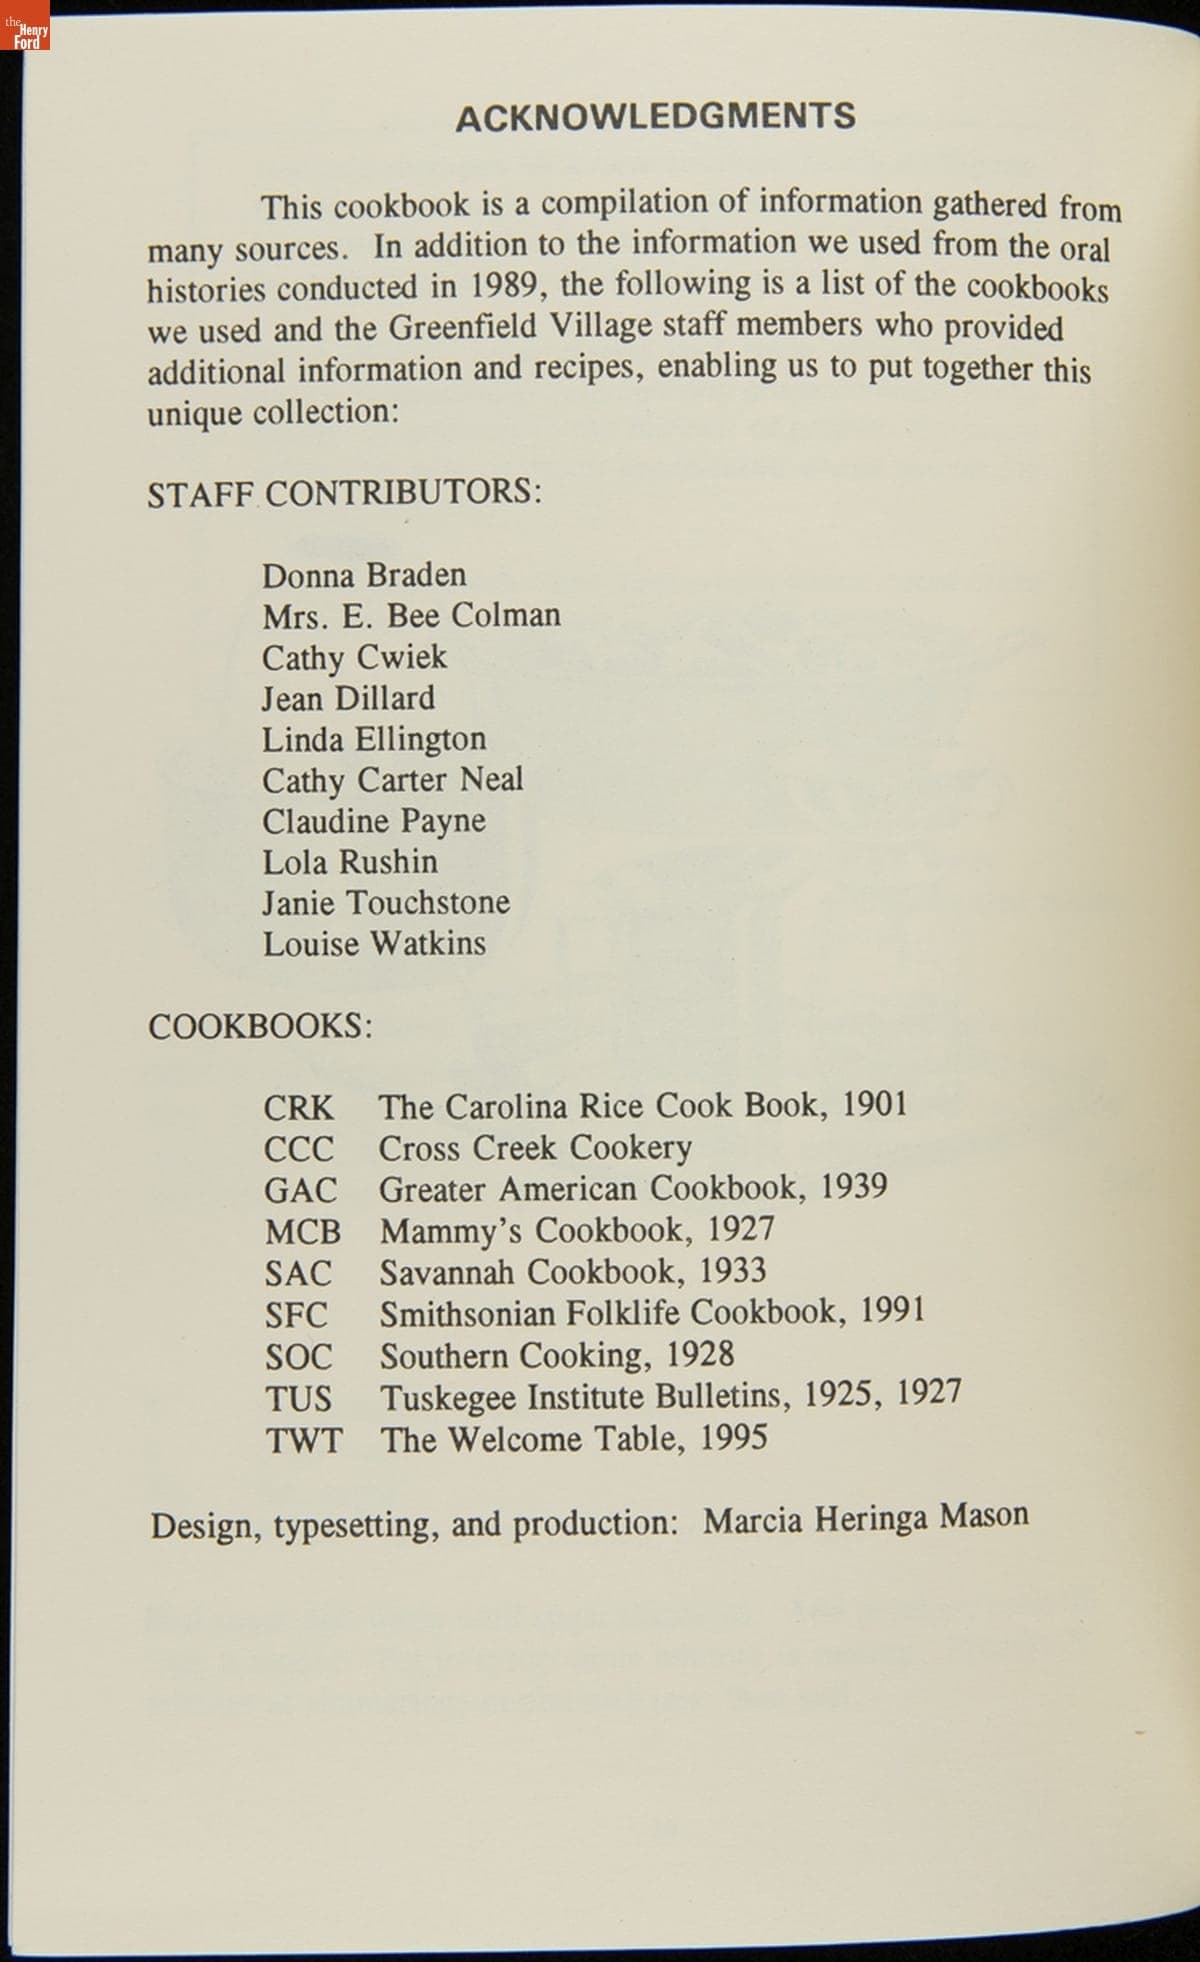 the
Henry
Ford
ACKNOWLEDGMENTS
This cookbook is a compilation of information gathered from
many sources. In addition to the information we used from the oral
histories conducted in 1989, the following is a list of the cookbooks
we used and the Greenfield Village staff members who provided
additional information and recipes, enabling us to put together this
unique collection:
STAFF CONTRIBUTORS:
Donna Braden
Mrs. E. Bee Colman
Cathy Cwiek
Jean Dillard
Linda Ellington
Cathy Carter Neal
Claudine Payne
Lola Rushin
Janie Touchstone
Louise Watkins
COOKBOOKS:
CRK The Carolina Rice Cook Book, 1901
CCC Cross Creek Cookery
GAC Greater American Cookbook, 1939
MCB Mammy's Cookbook, 1927
SAC Savannah Cookbook, 1933
SFC Smithsonian Folklife Cookbook, 1991
SOC Southern Cooking, 1928
TUS Tuskegee Institute Bulletins, 1925, 1927
TWT The Welcome Table, 1995
Design, typesetting, and production: Marcia Heringa Mason